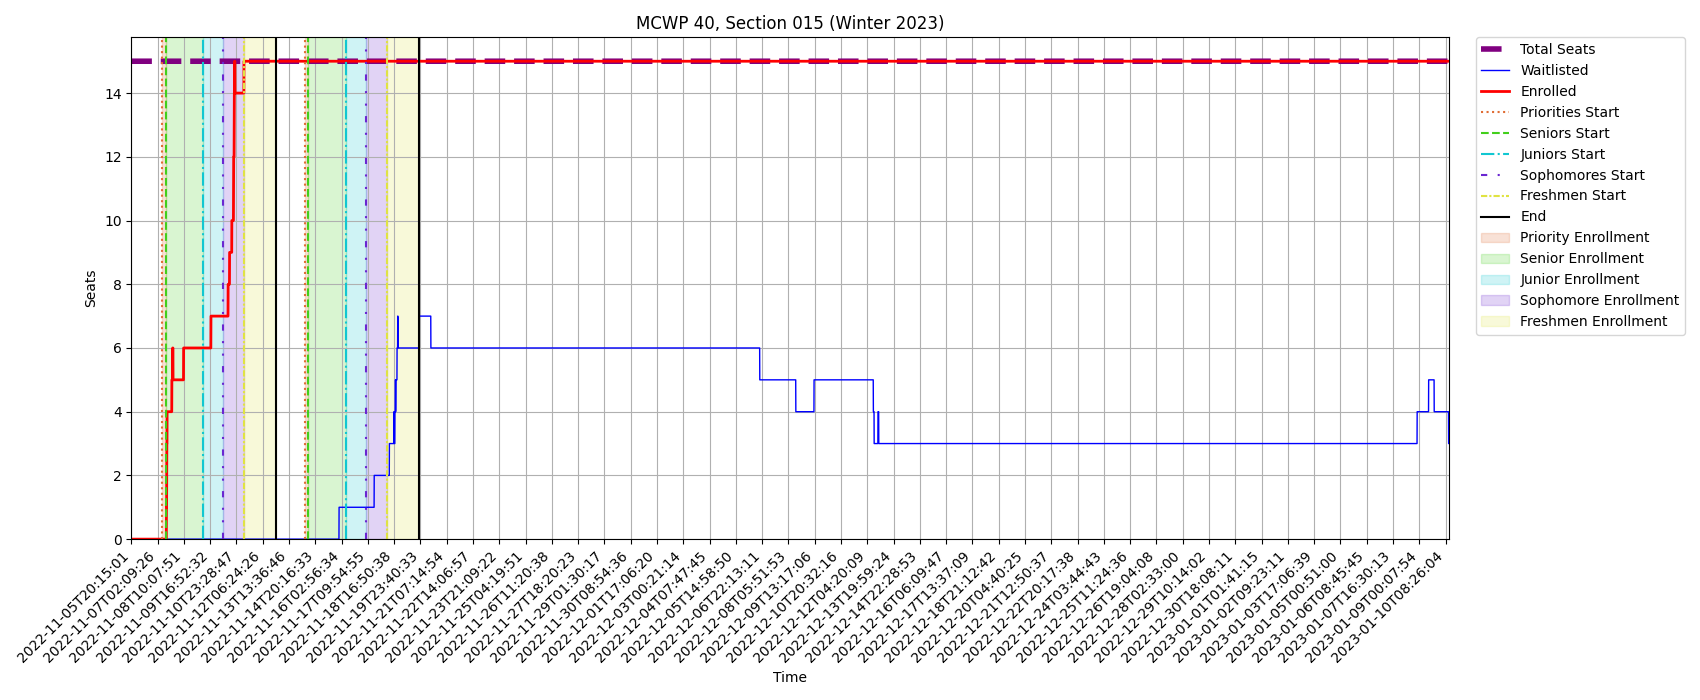 MCWP 40, Section 015 (Winter 2023)
Total Seats
Waitlisted
Enrolled
Priorities Start
Seniors Start
Juniors Start
Sophomores Start
Freshmen Start
End
Priority Enrollment
Senior Enrollment
Junior Enrollment
Sophomore Enrollment
Freshmen Enrollment
Seats
14
12
10
8
6
4
2
0
2022-11-05T20:15:01
2022-11-07T02:09:26
2022-11-08T10:07:51
2022-11-09T16:52:32
2022-11-10T23:28:47
2022-11-12T06:24:26
2022-11-13T13:36:46
2022-11-14T20:16:33
2022-11-16T02:56:34
2022-11-17T09:54:55
2022-11-18T16:50:38
2022-11-19T23:40:33
2022-11-21T07:14:54
2022-11-22T14:06:57
2022-11-23T21:09:22
2022-11-25T04:19:51
2022-11-26T11:20:38
2022-11-27T18:20:23
2022-11-29T01:30:17
2022-11-30T08:54:36
2022-12-01T17:06:20
2022-12-03T00:21:14
2022-12-04T07:47:45
2022-12-05T14:58:50
2022-12-06T22:13:11
2022-12-08T05:51:53
2022-12-09T13:17:06
2022-12-10T20:32:16
2022-12-12T04:20:09
2022-12-13T19:59:24
2022-12-14T22:28:53
2022-12-16T06:09:47
2022-12-17T13:37:09
2022-12-18T21:12:42
2022-12-20T04:40:25
2022-12-21T12:50:37
2022-12-22T20:17:38
2022-12-24T03:44:43
2022-12-25T11:24:36
2022-12-26T19:04:08
2022-12-28T02:33:00
2022-12-29T10:14:02
2022-12-30T18:08:11
2023-01-01T01:41:15
2023-01-02T09:23:11
2023-01-03T17:06:39
2023-01-05T00:51:00
2023-01-06T08:45:45
2023-01-07T16:30:13
2023-01-09T00:07:54
2023-01-10T08:26:04
Time